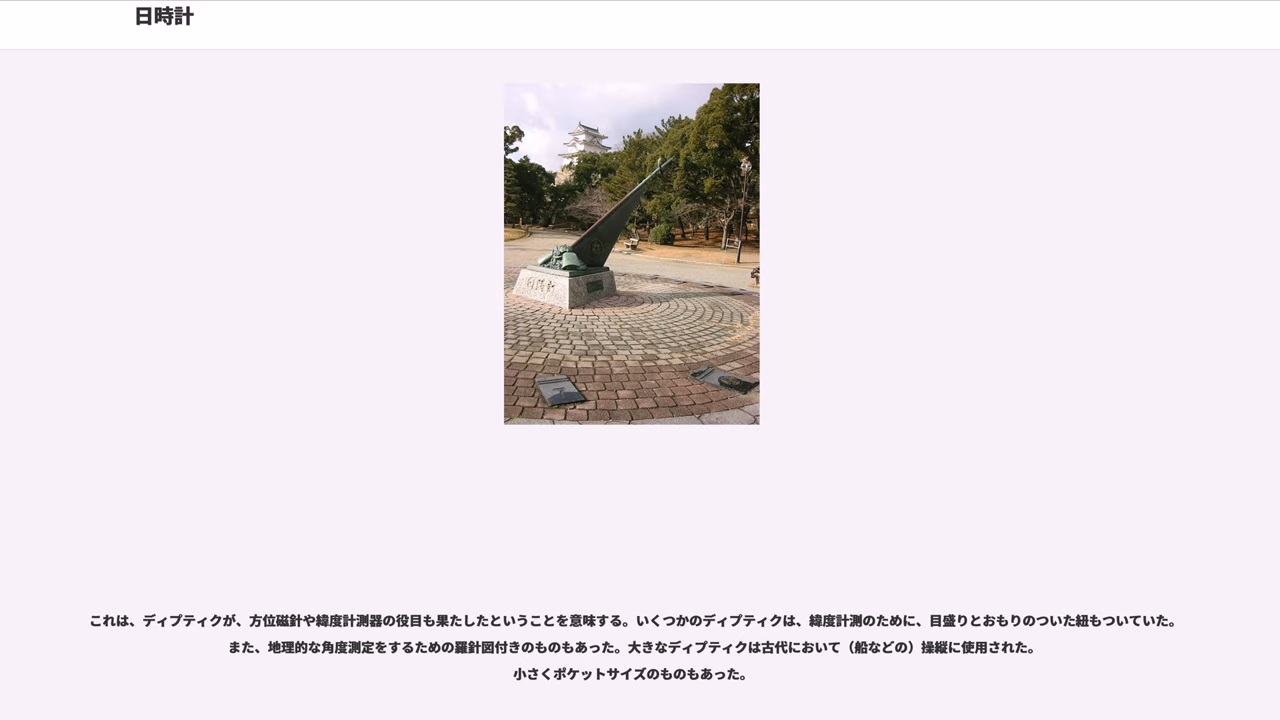 日時計
これは、ディプティクが、方位磁針や緯度計測器の役目も果たしたということを意味する。いくつかのディプティクは、緯度計測のために、目盛りとおもりのついた紐もついていた。
また、地理的な角度測定をするための羅針図付きのものもあった。大きなディプティクは古代において（船などの）操縦に使用された。
小さくポケットサイズのものもあった。